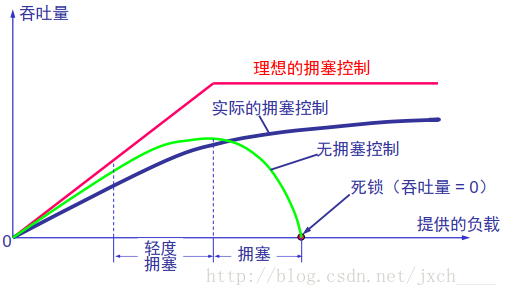 吞吐量
理想的拥塞控制
实际的拥塞控制
无拥塞控制
死锁（吞吐量 = 0）
提供的负载
0
轻度
拥塞
拥塞
http://blog.csdn.net/jxch____